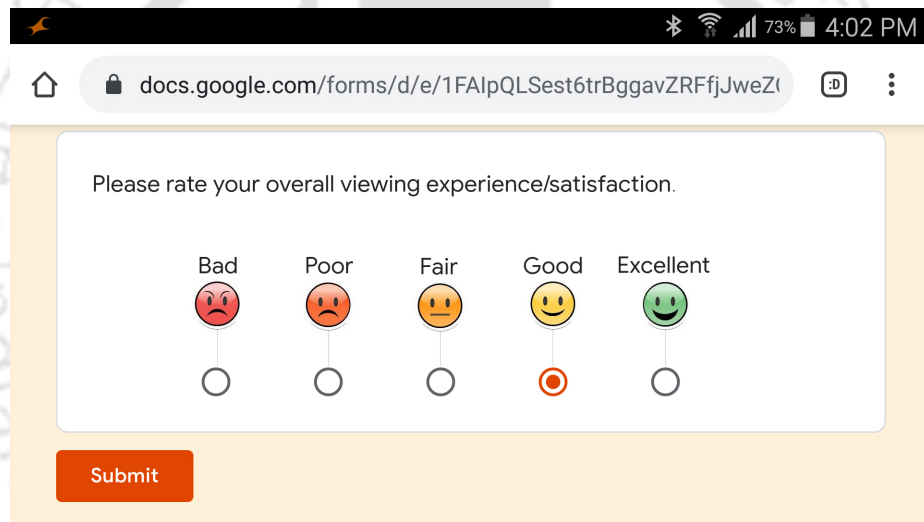 73% 4:02 PM
docs.google.com/forms/d/e/1FAIpQLSest6trBggavZRFfjJweZ
:D
Please rate your overall viewing experience/satisfaction.
Bad Poor Fair Good Excellent
Submit